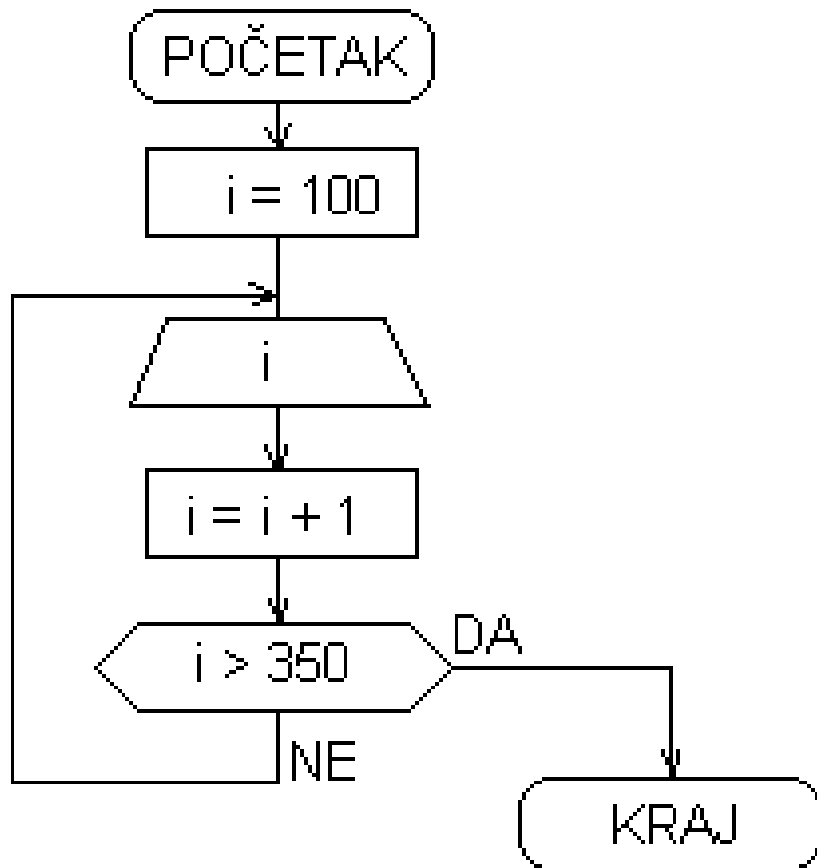 POČETAK
i = 100
i
i = i + 1
i > 350
DA
NE
KRAJ